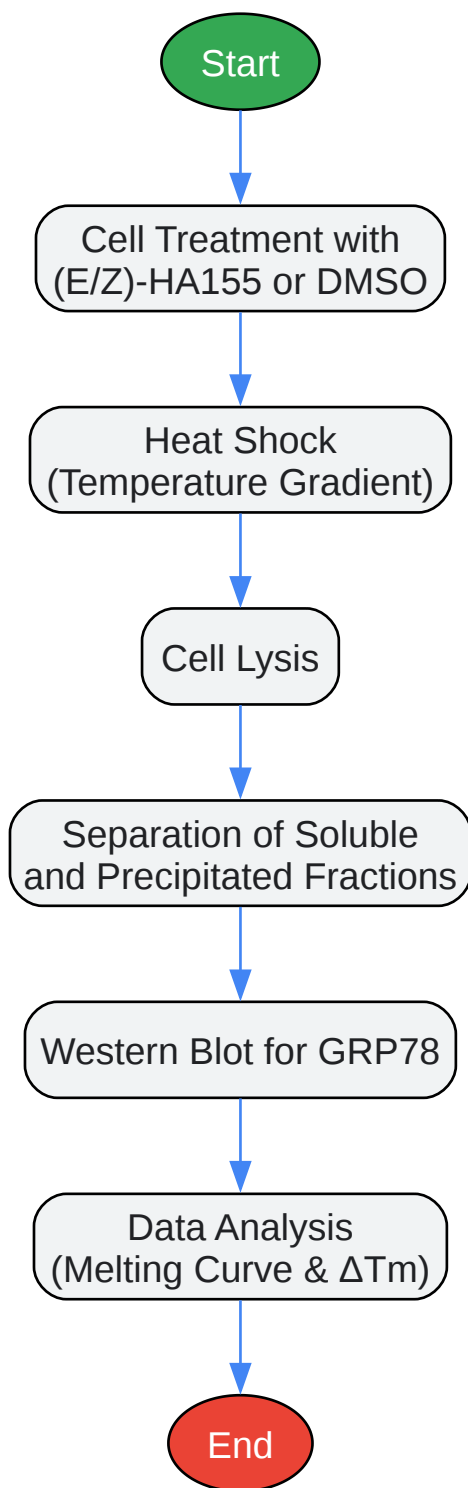 Start
Cell Treatment with
(E/Z)-HA155 or DMSO
Heat Shock
(Temperature Gradient)
Cell Lysis
Separation of Soluble
and Precipitated Fractions
Western Blot for GRP78
Data Analysis
(Melting Curve & ΔTm)
End